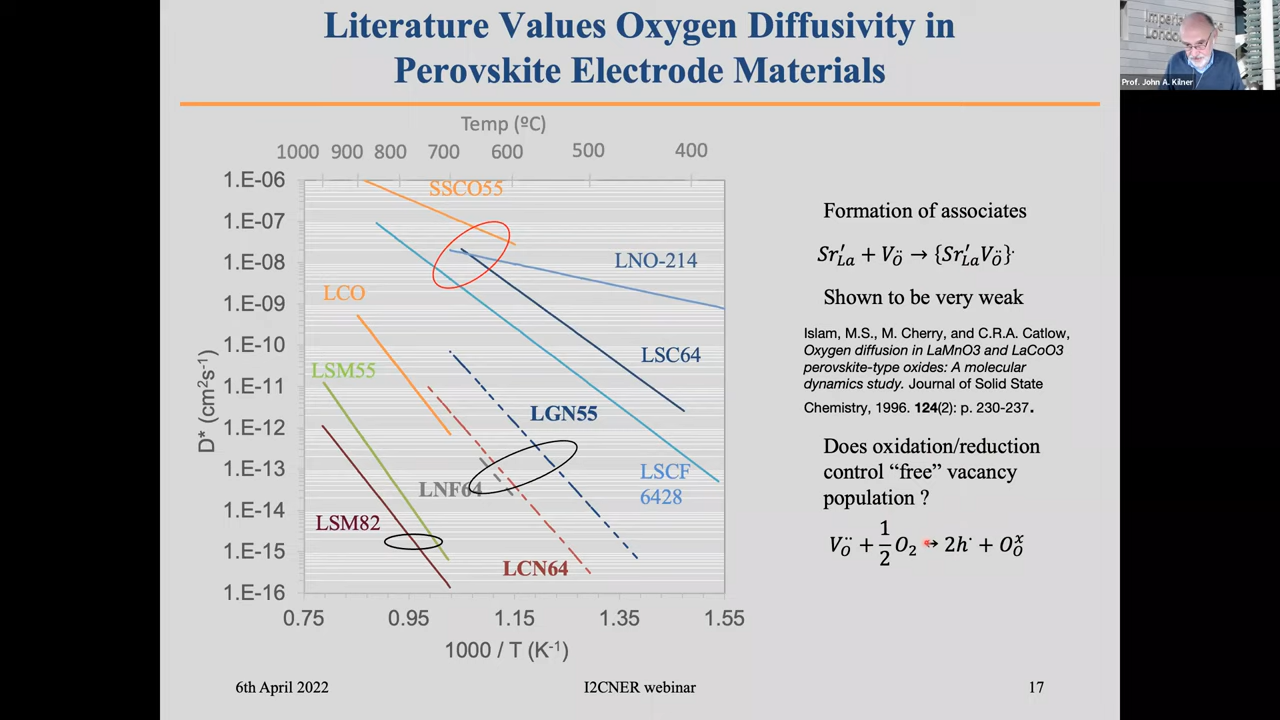 Literature Values Oxygen Diffusivity in
Perovskite Electrode Materials
Imperial
London
Prof. John A. Kilner
Temp (ºC)
1000 900 800 700 600 500 400
1.E-06
1.E-07
1.E-08
1.E-09
1.E-10
1.E-11
1.E-12
1.E-13
1.E-14
1.E-15
1.E-16
D* (cm²s⁻¹)
SSCO55
LNO-214
LCO
LSC64
LSM55
LGN55
LSCF
6428
LNF64
LSM82
LCN64
0.75 0.95 1.15 1.35 1.55
1000 / T (K⁻¹)
Formation of associates
Sr′La + VÖ → {Sr′LaVÖ}·
Shown to be very weak
Islam, M.S., M. Cherry, and C.R.A. Catlow,
Oxygen diffusion in LaMnO3 and LaCoO3
perovskite-type oxides: A molecular
dynamics study. Journal of Solid State
Chemistry, 1996. 124(2): p. 230-237.
Does oxidation/reduction
control “free” vacancy
population ?
VO·· + 1/2 O2 ↔ 2h· + OOx
6th April 2022
I2CNER webinar
17